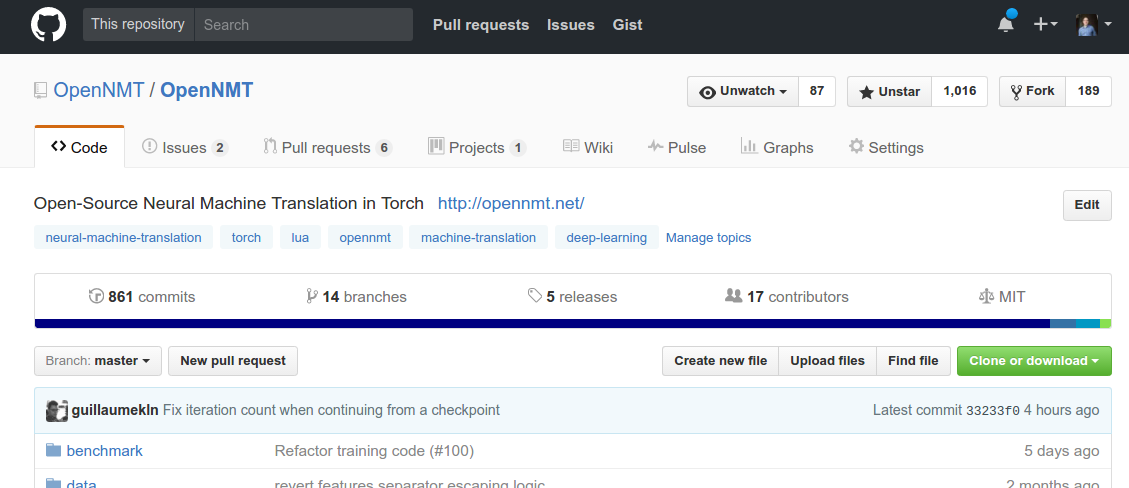 This repository Search Pull requests Issues Gist
OpenNMT / OpenNMT Unwatch 87 Unstar 1,016 Fork 189
Code Issues 2 Pull requests 6 Projects 1 Wiki Pulse Graphs Settings
Open-Source Neural Machine Translation in Torch http://opennmt.net/ Edit
neural-machine-translation torch lua opennmt machine-translation deep-learning Manage topics
861 commits 14 branches 5 releases 17 contributors MIT
Branch: master New pull request Create new file Upload files Find file Clone or download
guillaumekln Fix iteration count when continuing from a checkpoint Latest commit 33233f0 4 hours ago
benchmark Refactor training code (#100) 5 days ago
data revert features separator escaping logic 2 months ago